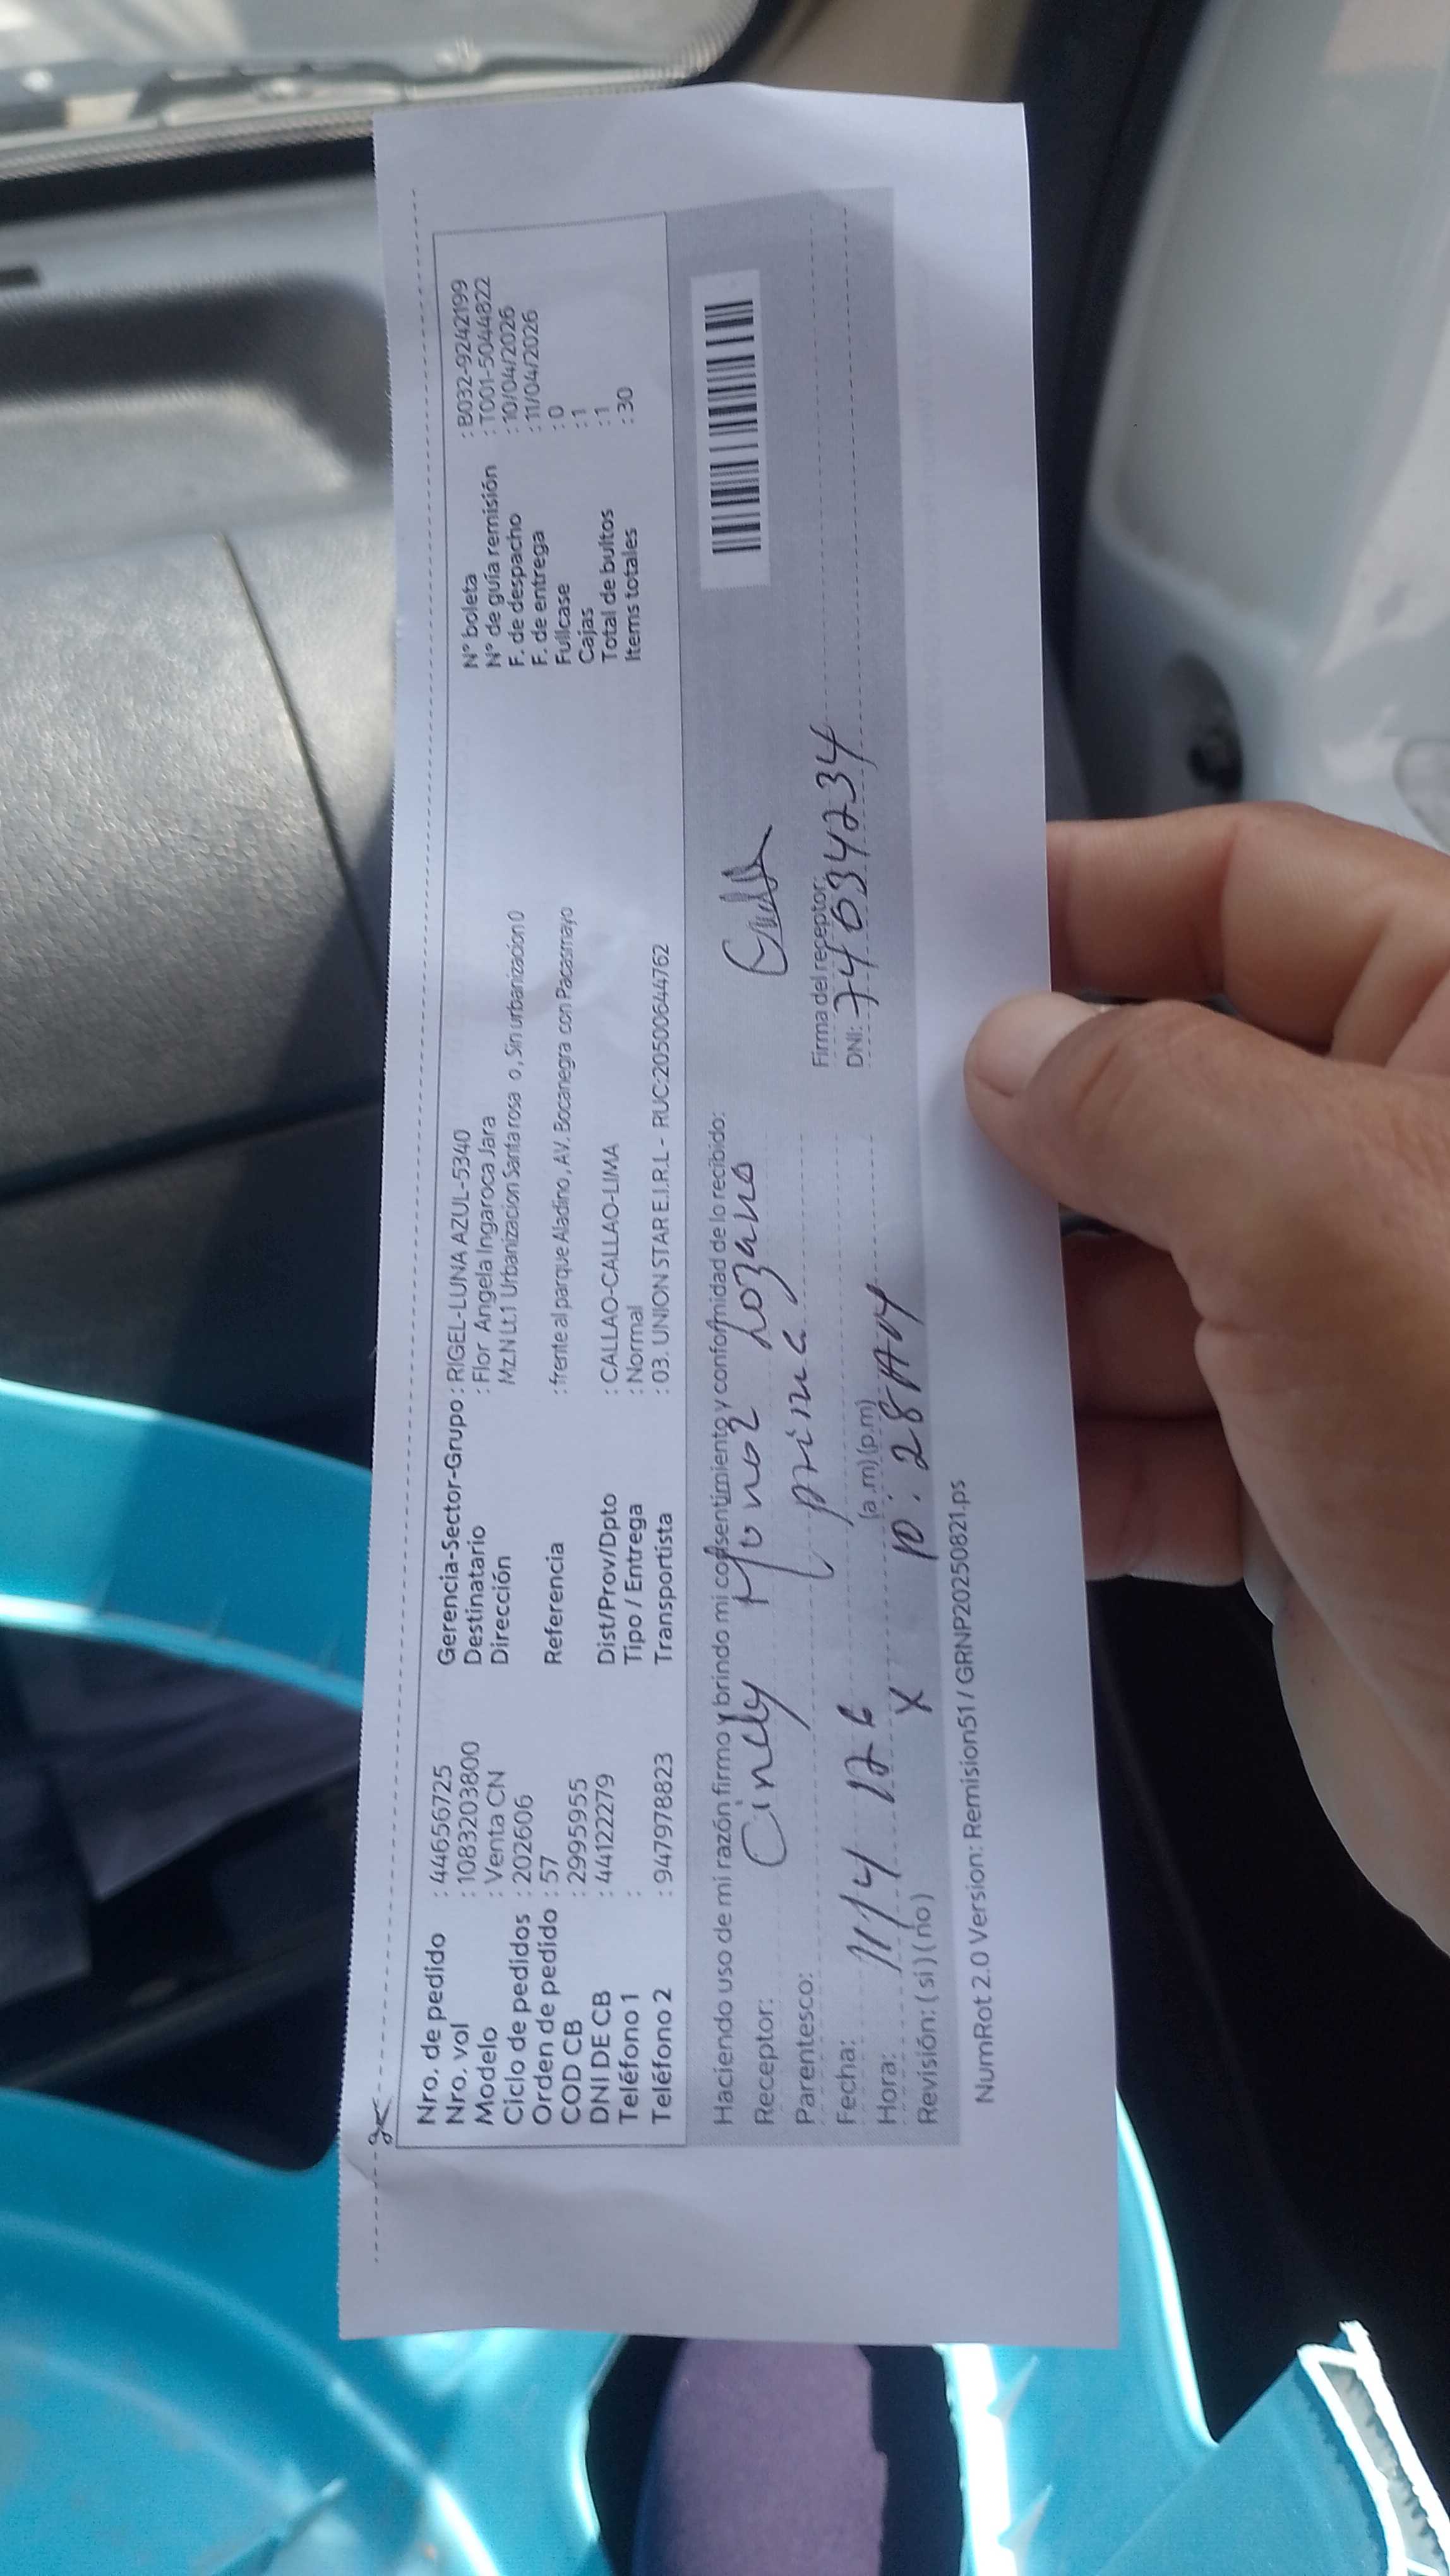 Nro. de pedido : 44656725
Nro. vol : 1083203800
Modelo : Venta CN
Ciclo de pedidos : 202606
Orden de pedido : 57
COD CB : 2995955
DNI DE CB : 44122279
Teléfono 1 :
Teléfono 2 : 947978823
Gerencia-Sector-Grupo : RIGEL-LUNA AZUL-5340
Destinatario : Flor Angela Ingaroca Jara
Dirección Mz.N Lt.1 Urbanizacion Santa rosa 0, Sin urbanizacion 0
Referencia : frente al parque Aladino , AV. Bocanegra con Pacasmayo
Dist/Prov/Dpto : CALLAO-CALLAO-LIMA
Tipo / Entrega : Normal
Transportista : 03. UNION STAR E.I.R.L - RUC:20500644762
N° boleta : B032-9242199
N° de guía remisión : T001-5044822
F. de despacho : 10/04/2026
F. de entrega : 11/04/2026
Fullcase : 0
Cajas : 1
Total de bultos : 1
Items totales : 30
Haciendo uso de mi razón firmo y brindo mi consentimiento y conformidad de lo recibido:
Receptor: Cindy Munoz Lozano
Parentesco: prima
Fecha: 11/4/26
Hora: (a.m)(p.m) 10:28 AM
Revisión: ( si ) ( no ) X
Firma del receptor:
DNI: 74634234
NumRot 2.0 Version: Remision51 / GRNP20250821.ps